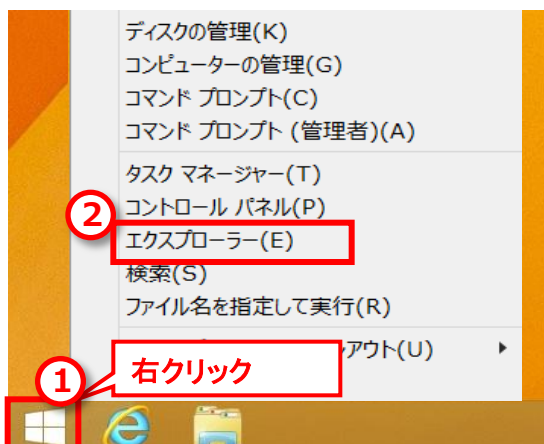 ディスクの管理(K)
コンピューターの管理(G)
コマンド プロンプト(C)
コマンド プロンプト (管理者)(A)
タスク マネージャー(T)
② コントロール パネル(P)
エクスプローラー(E)
検索(S)
ファイル名を指定して実行(R)
アウト(U)
① 右クリック